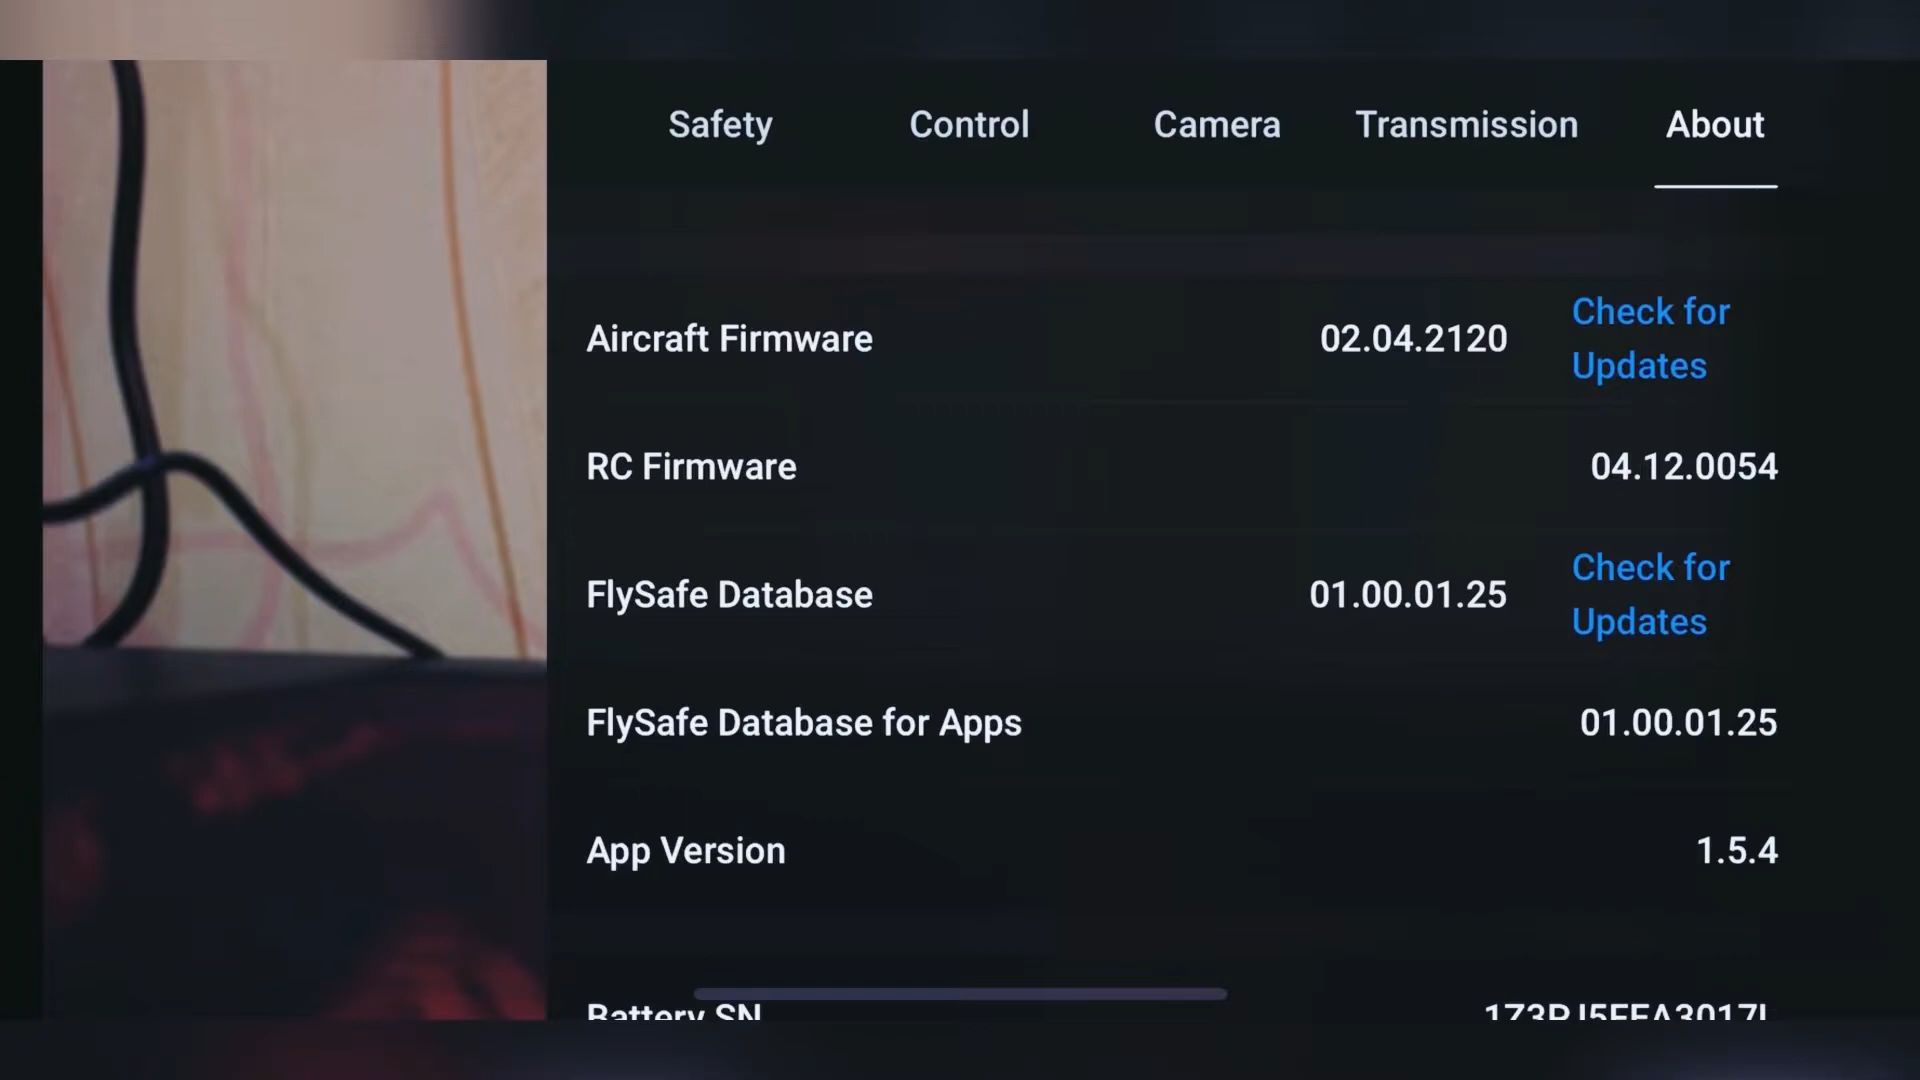 Safety Control Camera Transmission About
Aircraft Firmware 02.04.2120 Check for
Updates
RC Firmware 04.12.0054
FlySafe Database 01.00.01.25 Check for
Updates
FlySafe Database for Apps 01.00.01.25
App Version 1.5.4
Battery SN